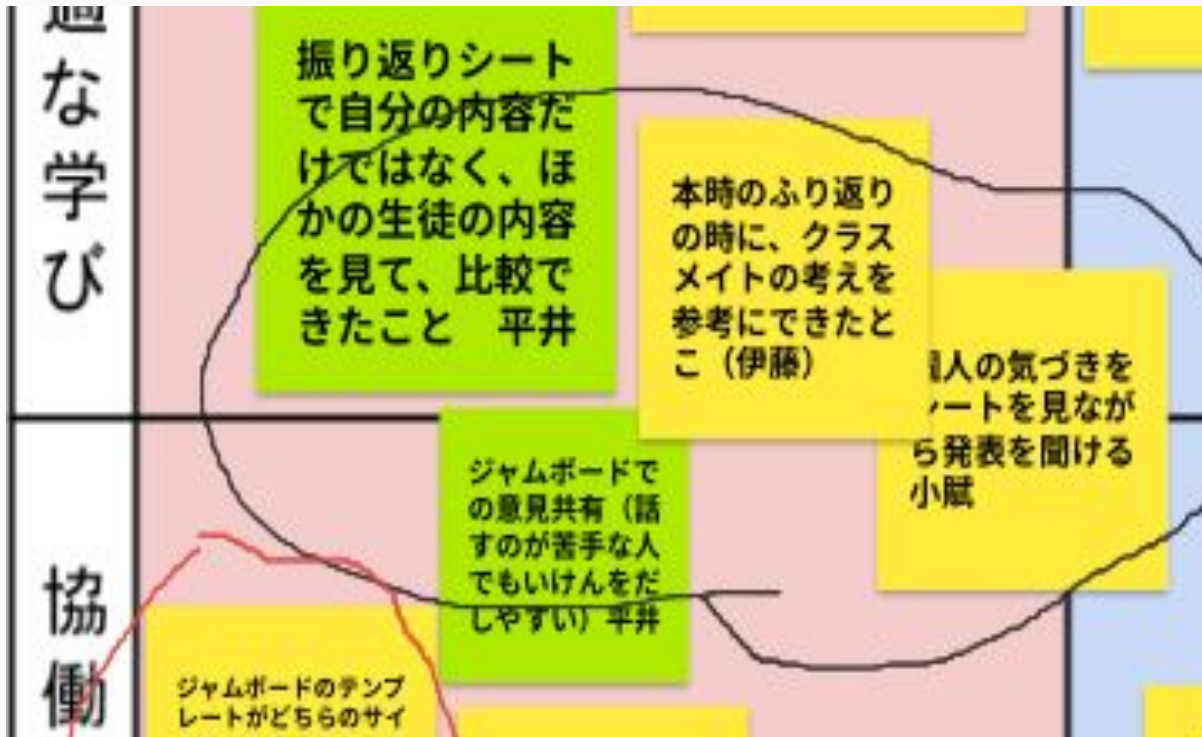 適な学び
振り返りシート
で自分の内容だ
けではなく、ほ
かの生徒の内容
を見て、比較で
きたこと　平井
本時のふり返り
の時に、クラス
メイトの考えを
参考にできたと
こ（伊藤）
個人の気づきを
シートを見なが
ら発表を聞ける
小賦
協働
ジャムボードで
の意見共有（話
すのが苦手な人
でもいけんをだ
しやすい）平井
ジャムボードのテンプ
レートがどちらのサイ